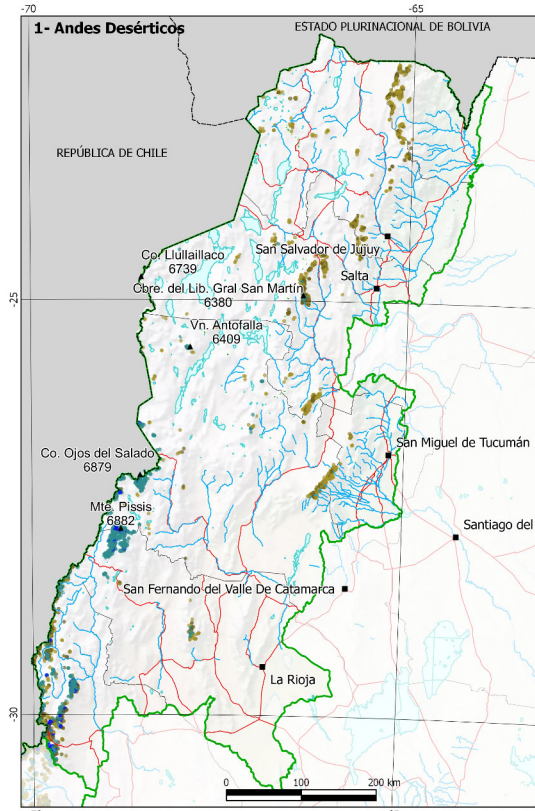 -70
-65
1- Andes Desérticos
ESTADO PLURINACIONAL DE BOLIVIA
REPÚBLICA DE CHILE
Co. Llullaillaco
6739
San Salvador de Jujuy
Salta
Cbre. del Lib. Gral San Martín
6380
-25
Vn. Antofalla
6409
San Miguel de Tucumán
Co. Ojos del Salado
6879
Mte. Pissis
6882
Santiago del
San Fernando del Valle De Catamarca
La Rioja
-30
0
100
200 km